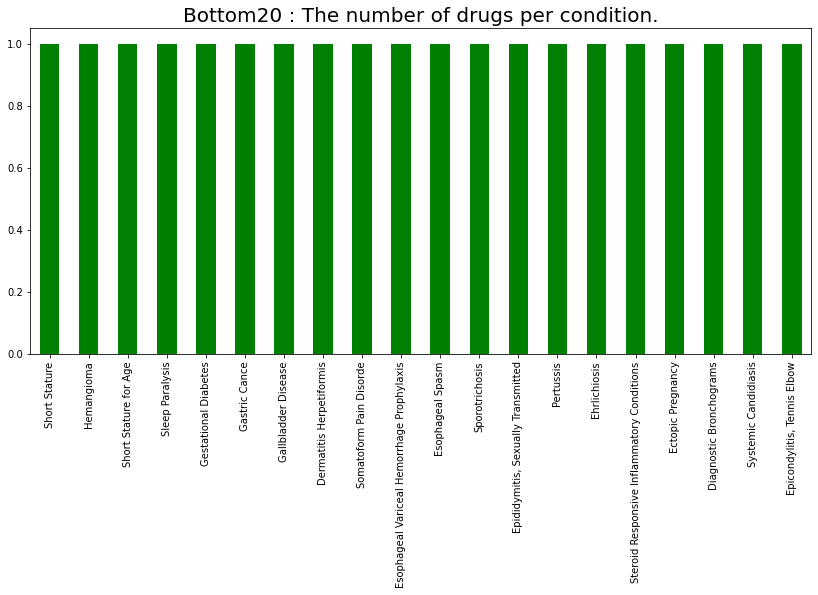 Bottom20 : The number of drugs per condition.
1.0
0.8
0.6
0.4
0.2
0.0
Short Stature
Hemangioma
Short Stature for Age
Sleep Paralysis
Gestational Diabetes
Gastric Cance
Gallbladder Disease
Dermatitis Herpetiformis
Somatoform Pain Disorde
Esophageal Variceal Hemorrhage Prophylaxis
Esophageal Spasm
Sporotrichosis
Epididymitis, Sexually Transmitted
Pertussis
Ehrlichiosis
Steroid Responsive Inflammatory Conditions
Ectopic Pregnancy
Diagnostic Bronchograms
Systemic Candidiasis
Epicondylitis, Tennis Elbow